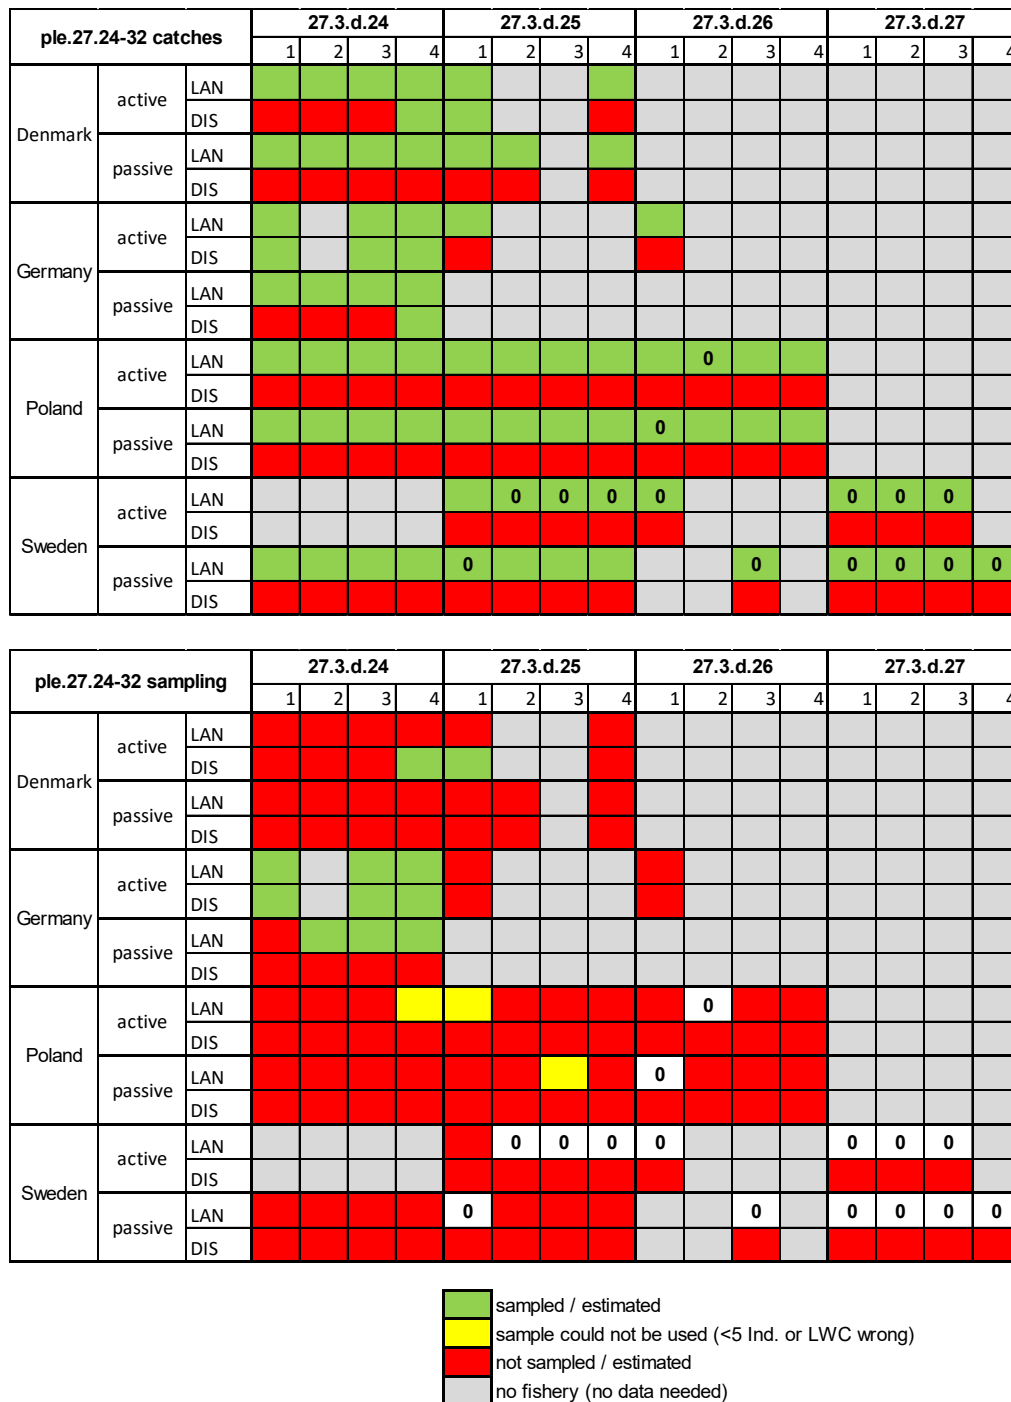 ple.27.24-32 catches 27.3.d.24 27.3.d.25 27.3.d.26 27.3.d.27
1 2 3 4 1 2 3 4 1 2 3 4 1 2 3 4
Denmark active LAN
DIS
passive LAN
DIS
Germany active LAN
DIS
passive LAN
DIS
Poland active LAN 0
DIS
passive LAN 0
DIS
Sweden active LAN 0 0 0 0 0 0 0
DIS
passive LAN 0 0 0 0 0 0
DIS
ple.27.24-32 sampling 27.3.d.24 27.3.d.25 27.3.d.26 27.3.d.27
1 2 3 4 1 2 3 4 1 2 3 4 1 2 3 4
Denmark active LAN
DIS
passive LAN
DIS
Germany active LAN
DIS
passive LAN
DIS
Poland active LAN 0
DIS
passive LAN 0
DIS
Sweden active LAN 0 0 0 0 0 0 0
DIS
passive LAN 0 0 0 0 0 0
DIS
sampled / estimated
sample could not be used (<5 Ind. or LWC wrong)
not sampled / estimated
no fishery (no data needed)